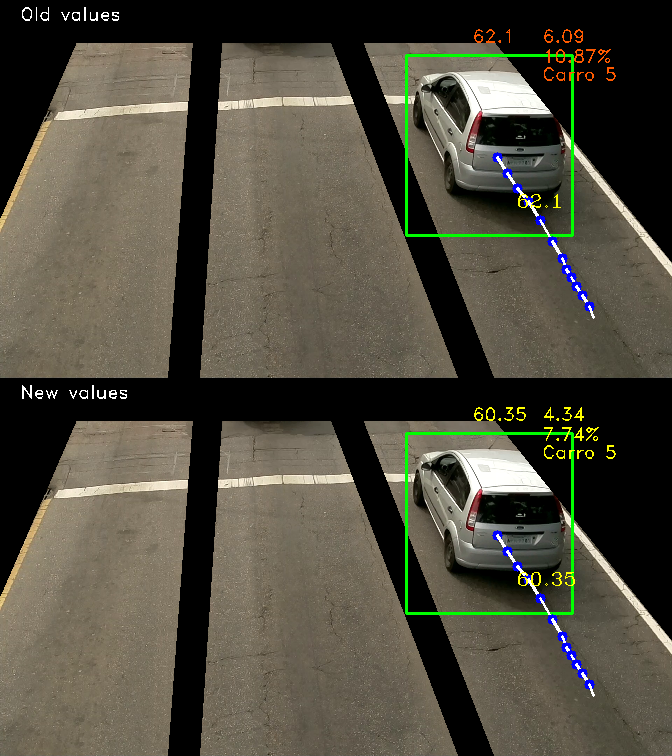 Old values
62.1 6.09
10.87%
Carro 5
62.1
New values
60.35 4.34
7.74%
Carro 5
60.35